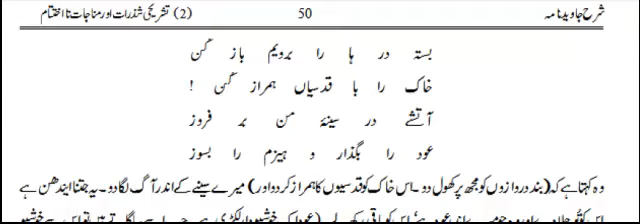 شرح جاوید نامہ 50 (2) تشریحی شذرات اور مناجات تا اختتام
بستہ در ہا را برویم باز کن
خاک را با قدسیاں ہمراز کن !
آتشے در سینۂ من بر فروز
عود را بگذار و ہیزم را بسوز
وہ کہتا ہے کہ (بند دروازوں کو مجھ پر کھول دو۔ اس خاک کو قدسیوں کا ہمراز کر دو اور) میرے سینے کے اندر آگ لگا دو۔ یہ جتنا ایندھن ہے